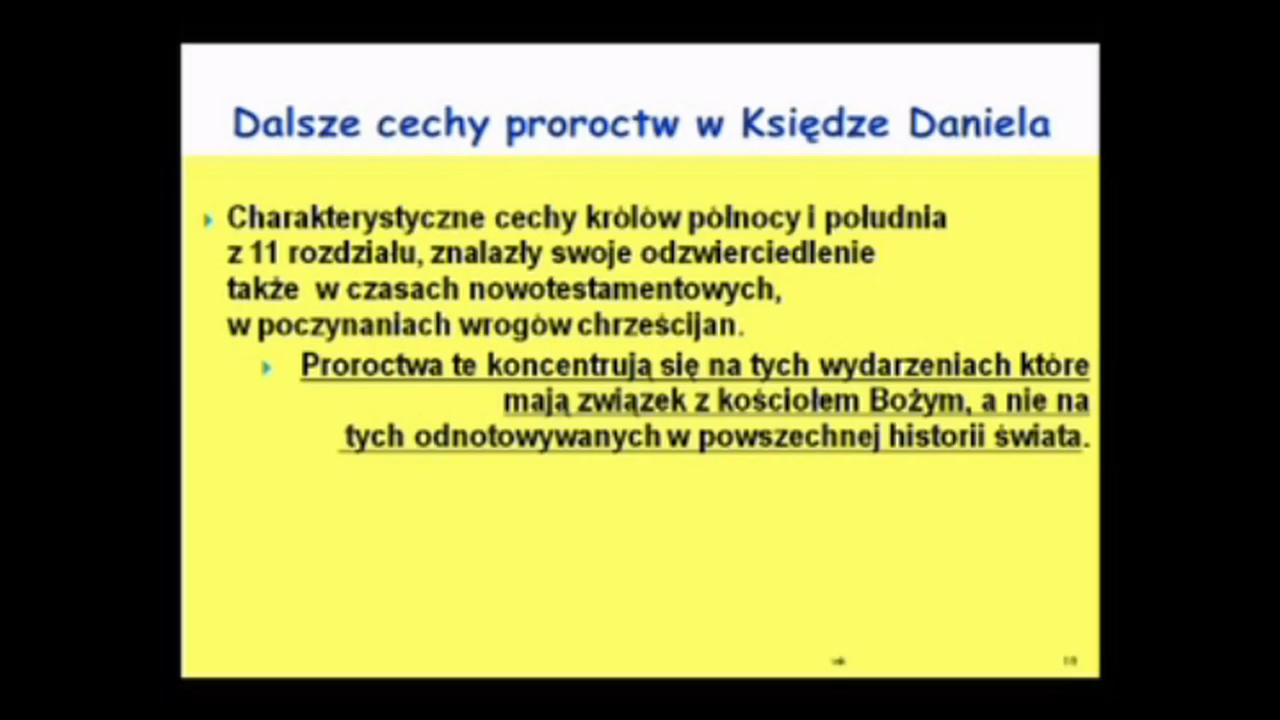 Dalsze cechy proroctw w Księdze Daniela
Charakterystyczne cechy królów północy i południa
z 11 rozdziału, znalazły swoje odzwierciedlenie
także w czasach nowotestamentowych,
w poczynaniach wrogów chrześcijan.
Proroctwa te koncentrują się na tych wydarzeniach które
mają związek z kościołem Bożym, a nie na
tych odnotowywanych w powszechnej historii świata.